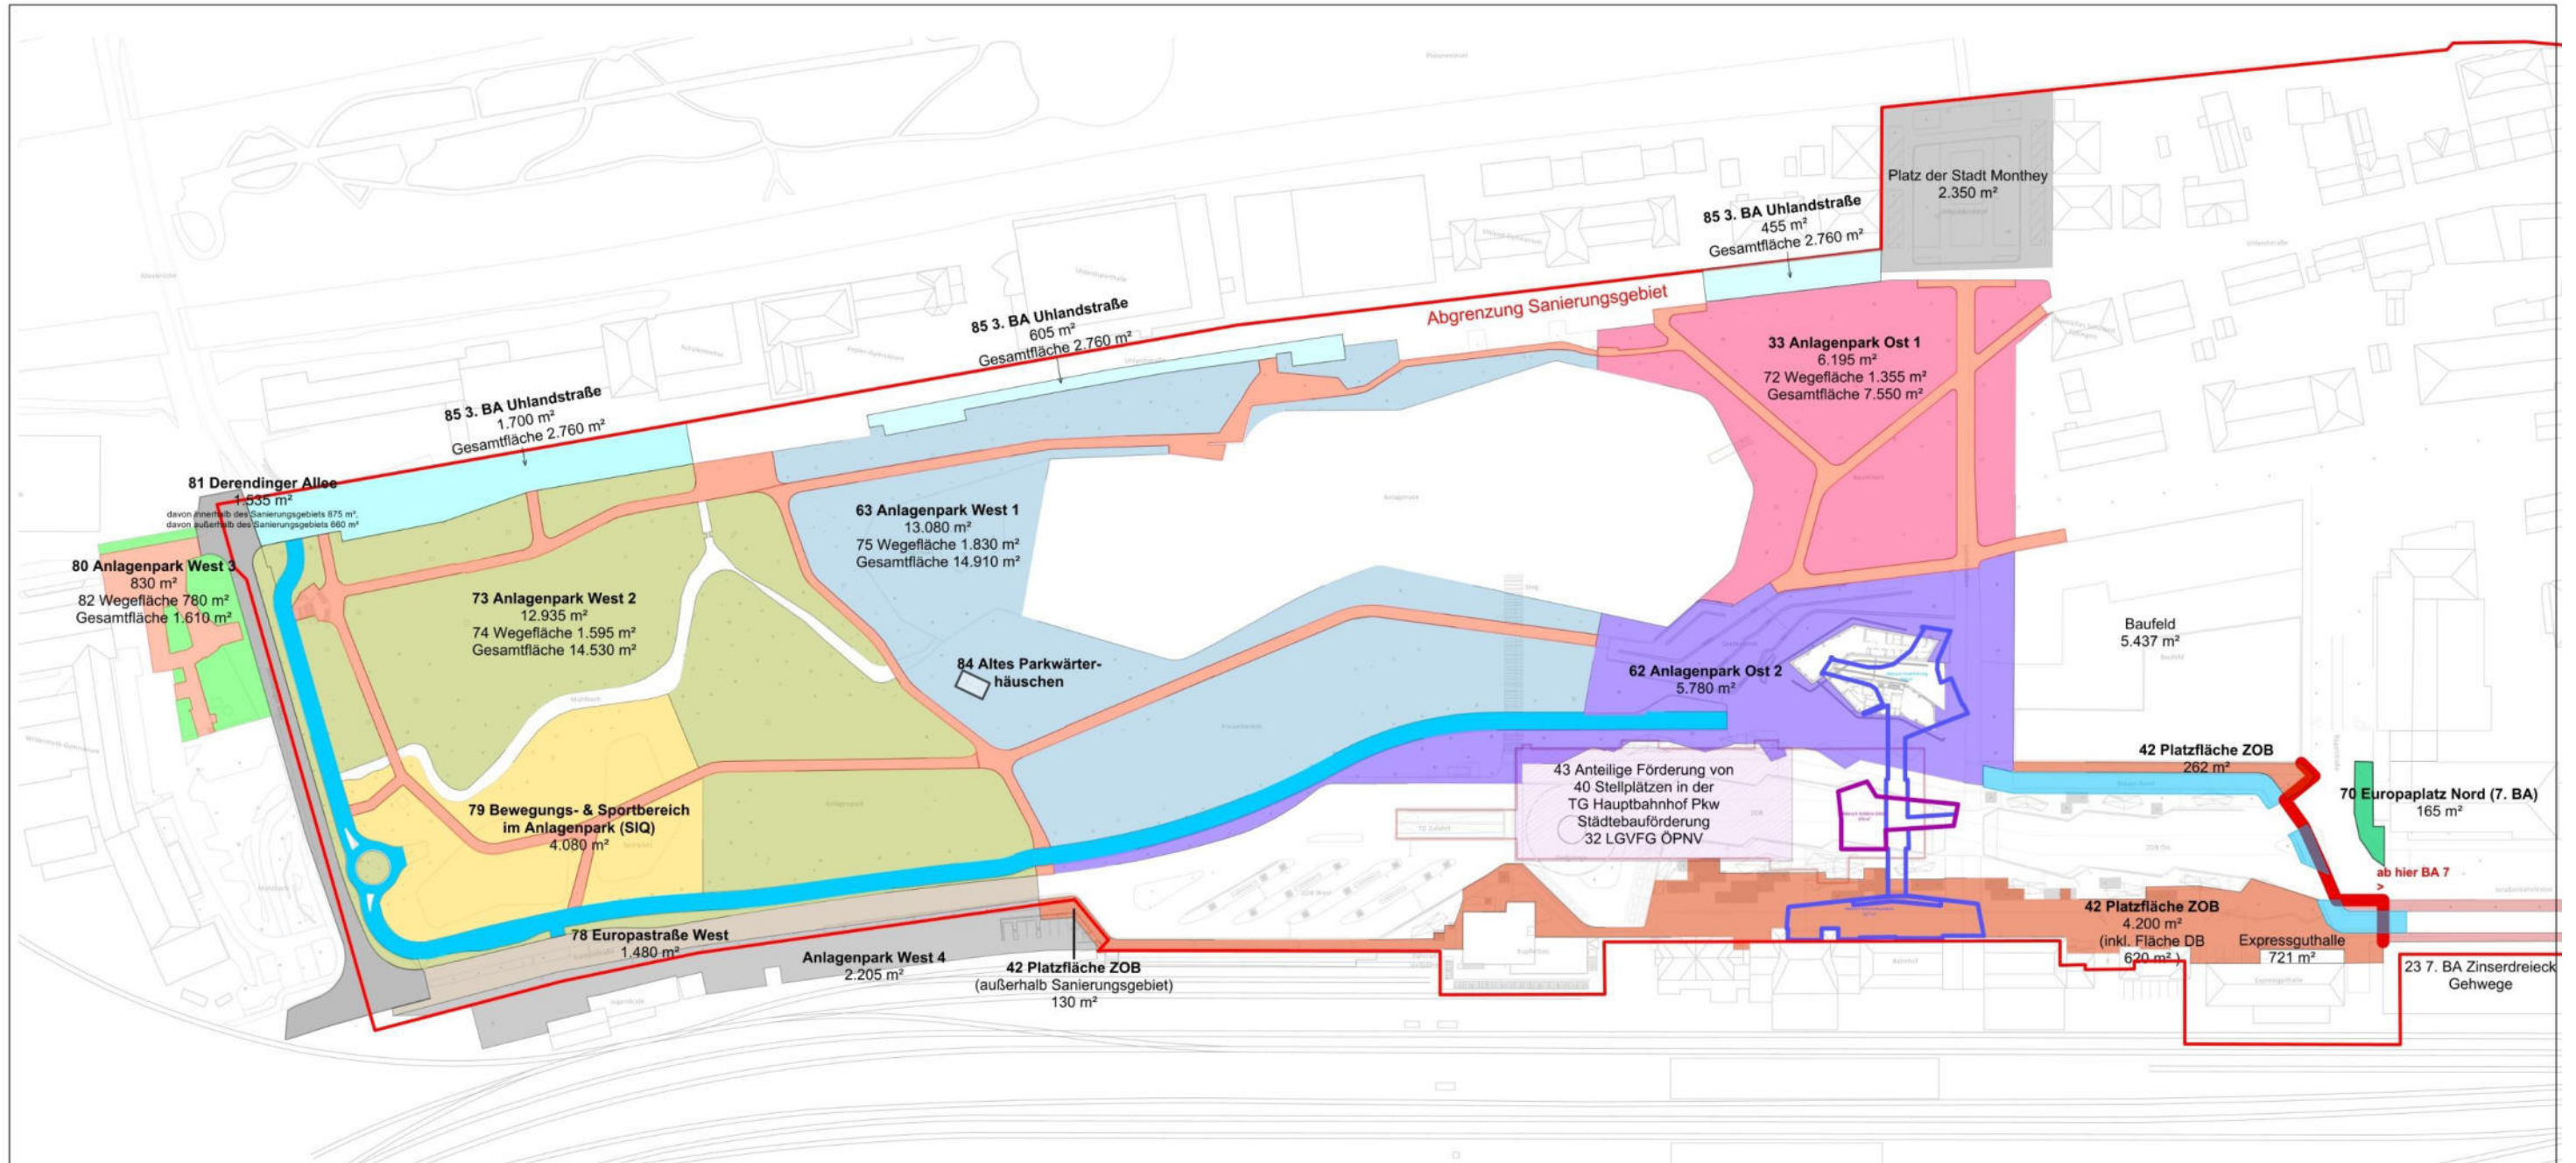 Platz der Stadt Monthey
2.350 m²
85 3. BA Uhlandstraße
455 m²
Gesamtfläche 2.760 m²
Abgrenzung Sanierungsgebiet
85 3. BA Uhlandstraße
605 m²
Gesamtfläche 2.760 m²
33 Anlagenpark Ost 1
6.195 m²
72 Wegefläche 1.355 m²
Gesamtfläche 7.550 m²
85 3. BA Uhlandstraße
1.700 m²
Gesamtfläche 2.760 m²
81 Derendinger Allee
1.535 m²
davon innerhalb des Sanierungsgebiets 875 m²,
davon außerhalb des Sanierungsgebiets 660 m²
63 Anlagenpark West 1
13.080 m²
75 Wegefläche 1.830 m²
Gesamtfläche 14.910 m²
80 Anlagenpark West 3
830 m²
82 Wegefläche 780 m²
Gesamtfläche 1.610 m²
73 Anlagenpark West 2
12.935 m²
74 Wegefläche 1.595 m²
Gesamtfläche 14.530 m²
84 Altes Parkwärter-
häuschen
62 Anlagenpark Ost 2
5.780 m²
Baufeld
5.437 m²
43 Anteilige Förderung von
40 Stellplätzen in der
TG Hauptbahnhof Pkw
Städtebauförderung
32 LGVFG ÖPNV
42 Platzfläche ZOB
262 m²
70 Europaplatz Nord (7. BA)
165 m²
79 Bewegungs- & Sportbereich
im Anlagenpark (SIQ)
4.080 m²
ab hier BA 7
>
78 Europastraße West
1.480 m²
Anlagenpark West 4
2.205 m²
42 Platzfläche ZOB
(außerhalb Sanierungsgebiet)
130 m²
42 Platzfläche ZOB
4.200 m²
(inkl. Fläche DB
620 m² )
Expressguthalle
721 m²
23 7. BA Zinserdreieck
Gehwege